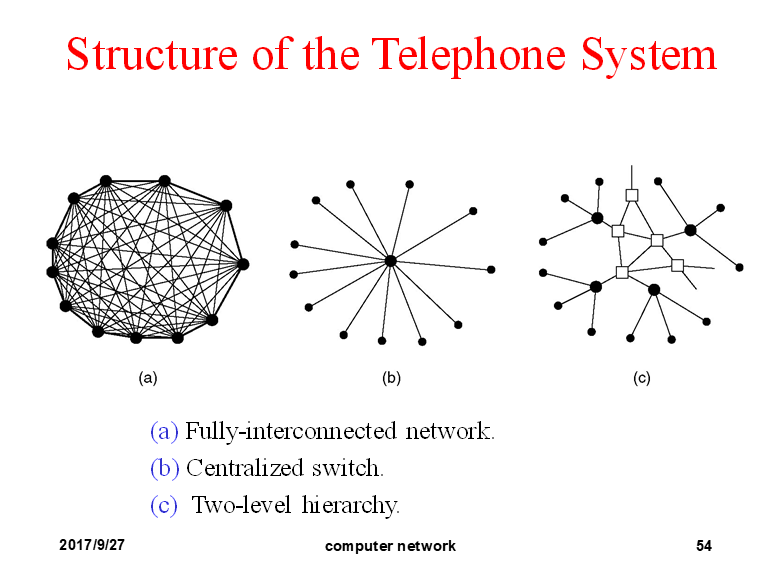 Structure of the Telephone System
(a) (b) (c)
(a) Fully-interconnected network.
(b) Centralized switch.
(c) Two-level hierarchy.
2017/9/27 computer network 54